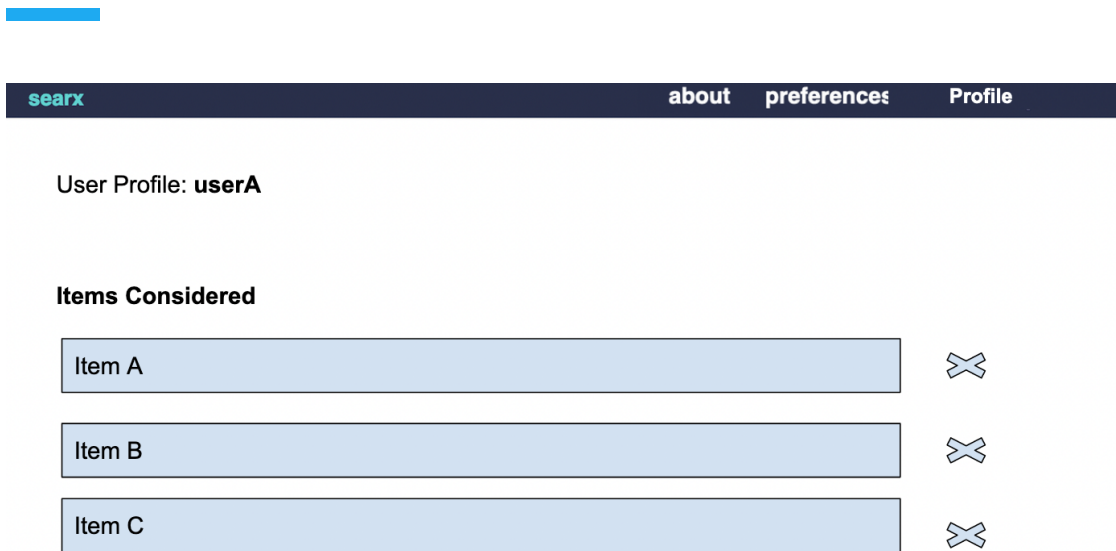 searx about preferences Profile
User Profile: userA
Items Considered
Item A
Item B
Item C